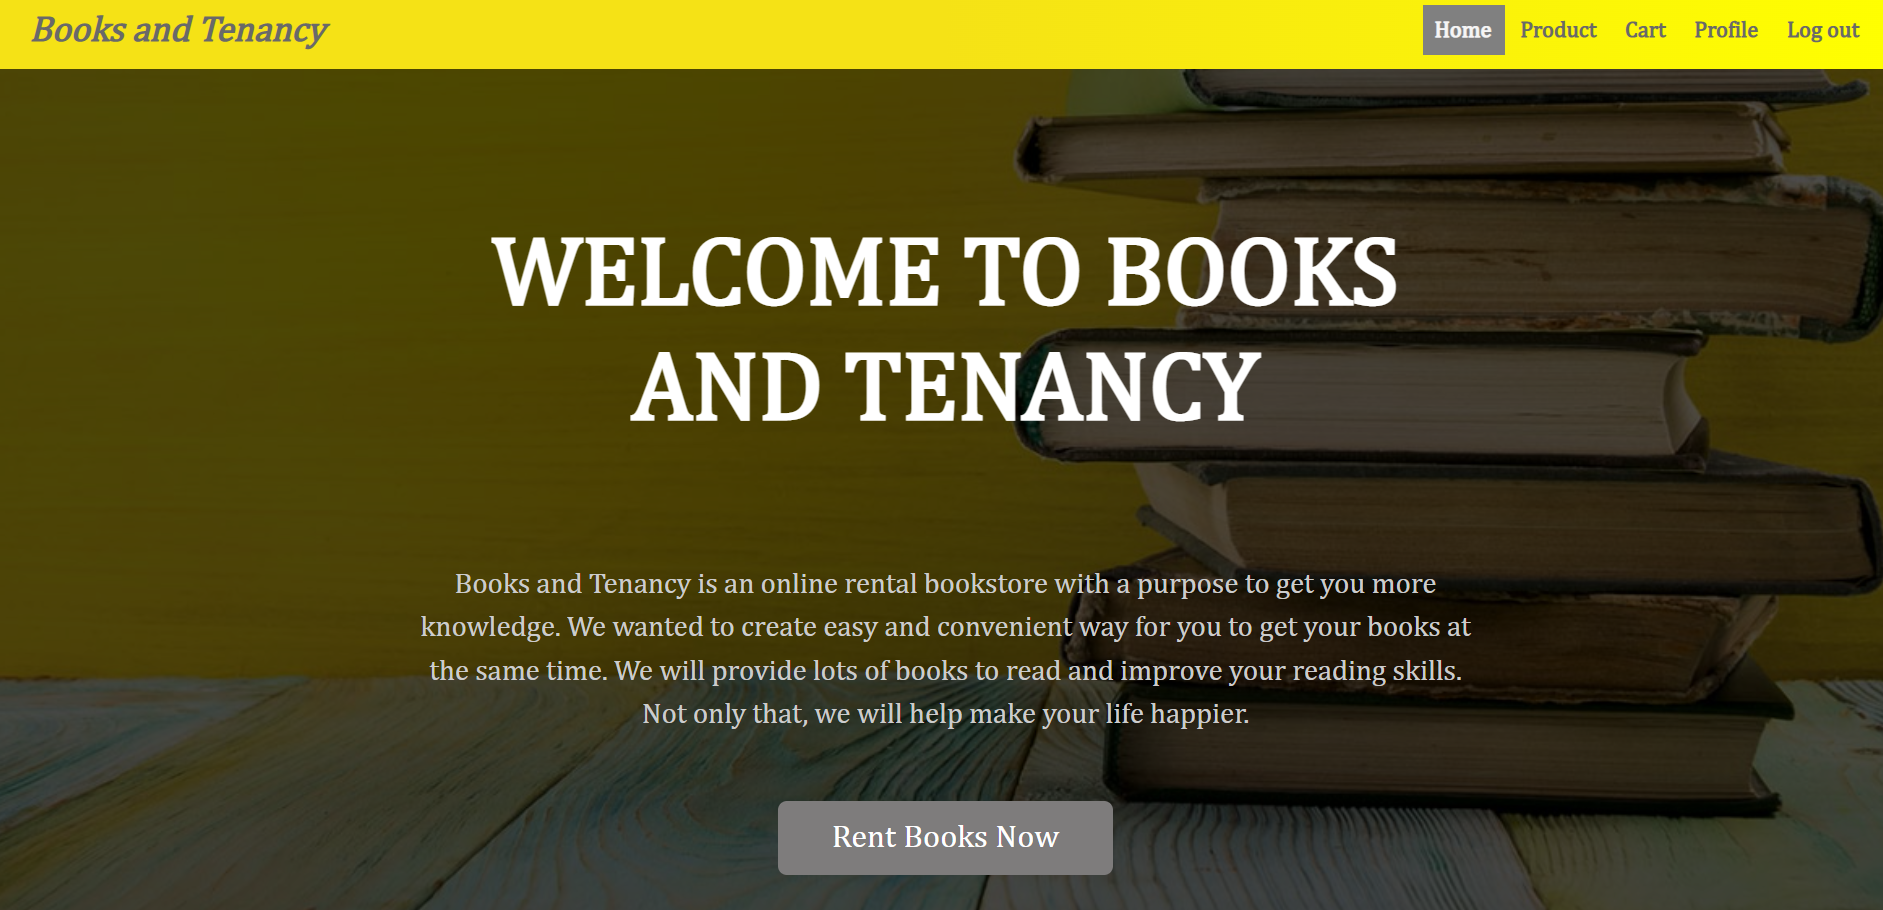 Books and Tenancy
Home Product Cart Profile Log out
WELCOME TO BOOKS
AND TENANCY
Books and Tenancy is an online rental bookstore with a purpose to get you more
knowledge. We wanted to create easy and convenient way for you to get your books at
the same time. We will provide lots of books to read and improve your reading skills.
Not only that, we will help make your life happier.
Rent Books Now